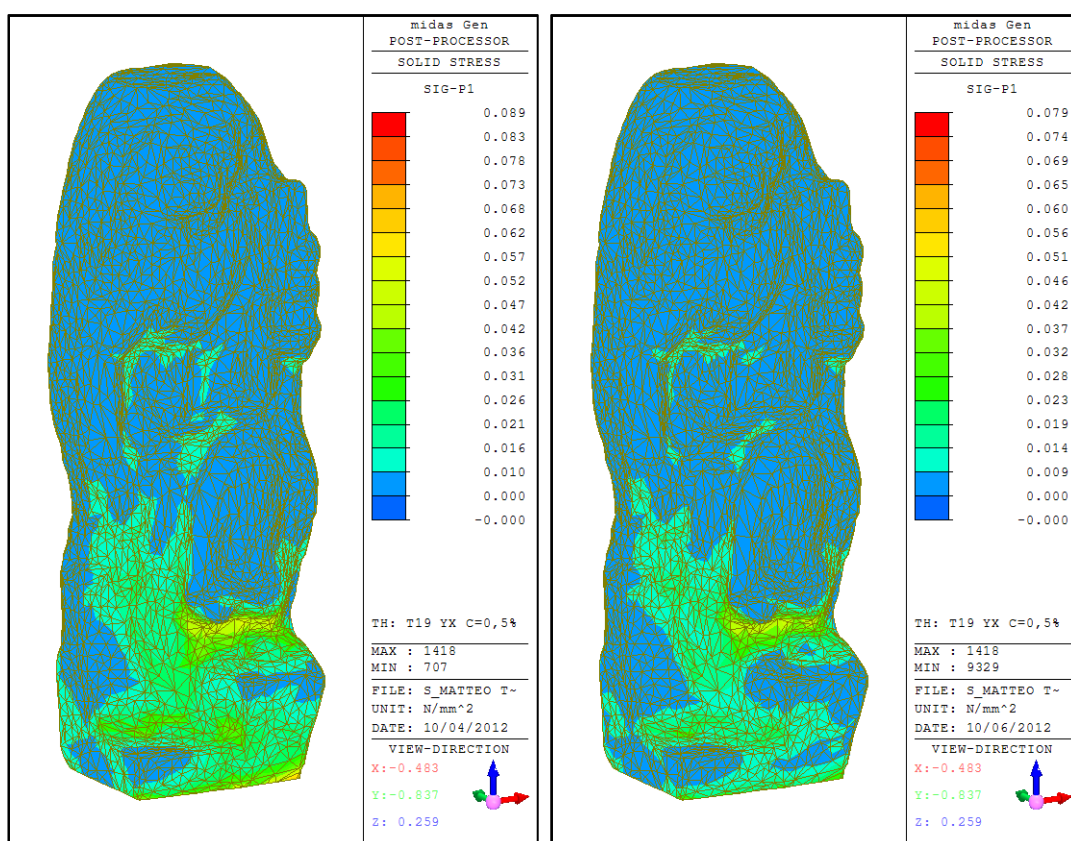 midas Gen
POST-PROCESSOR
SOLID STRESS
SIG-P1
0.089
0.083
0.078
0.073
0.068
0.062
0.057
0.052
0.047
0.042
0.036
0.031
0.026
0.021
0.016
0.010
0.000
-0.000
TH: T19 YX C=0,5%
MAX : 1418
MIN : 707
FILE: S_MATTEO T~
UNIT: N/mm^2
DATE: 10/04/2012
VIEW-DIRECTION
X:-0.483
Y:-0.837
Z: 0.259
midas Gen
POST-PROCESSOR
SOLID STRESS
SIG-P1
0.079
0.074
0.069
0.065
0.060
0.056
0.051
0.046
0.042
0.037
0.032
0.028
0.023
0.019
0.014
0.009
0.000
-0.000
TH: T19 YX C=0,5%
MAX : 1418
MIN : 9329
FILE: S_MATTEO T~
UNIT: N/mm^2
DATE: 10/06/2012
VIEW-DIRECTION
X:-0.483
Y:-0.837
Z: 0.259